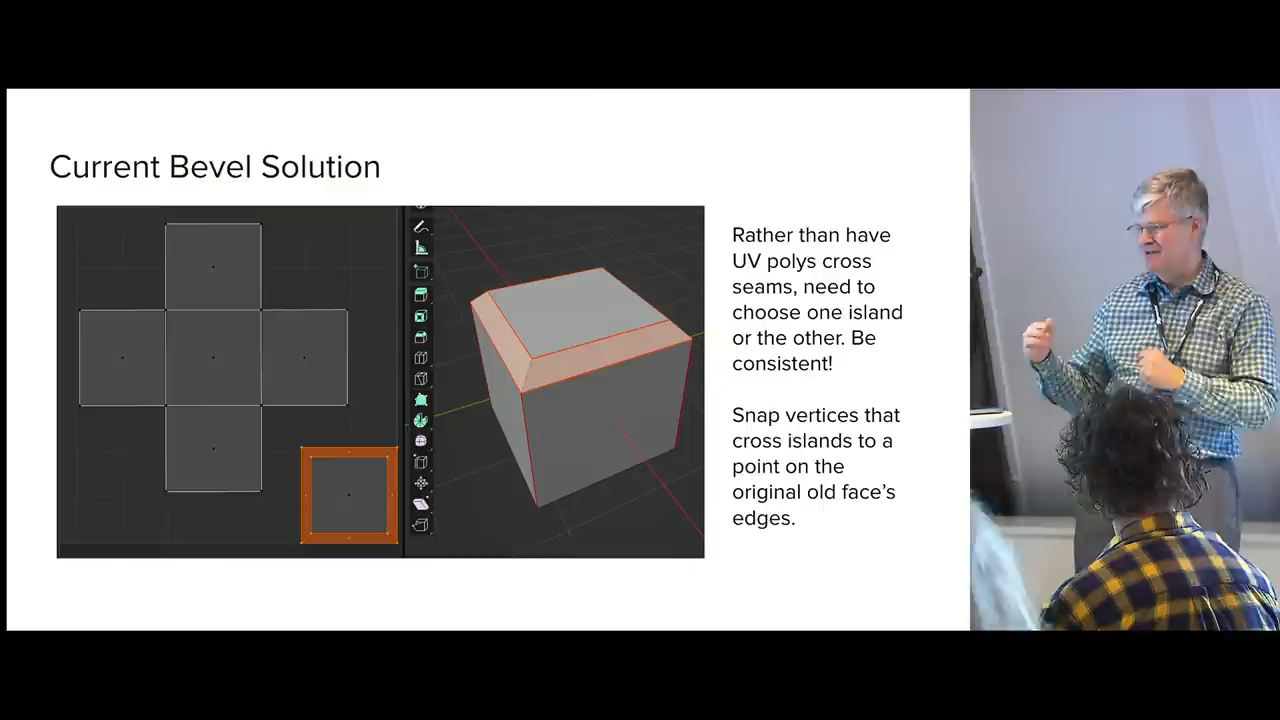 Current Bevel Solution
Rather than have
UV polys cross
seams, need to
choose one island
or the other. Be
consistent!
Snap vertices that
cross islands to a
point on the
original old face's
edges.